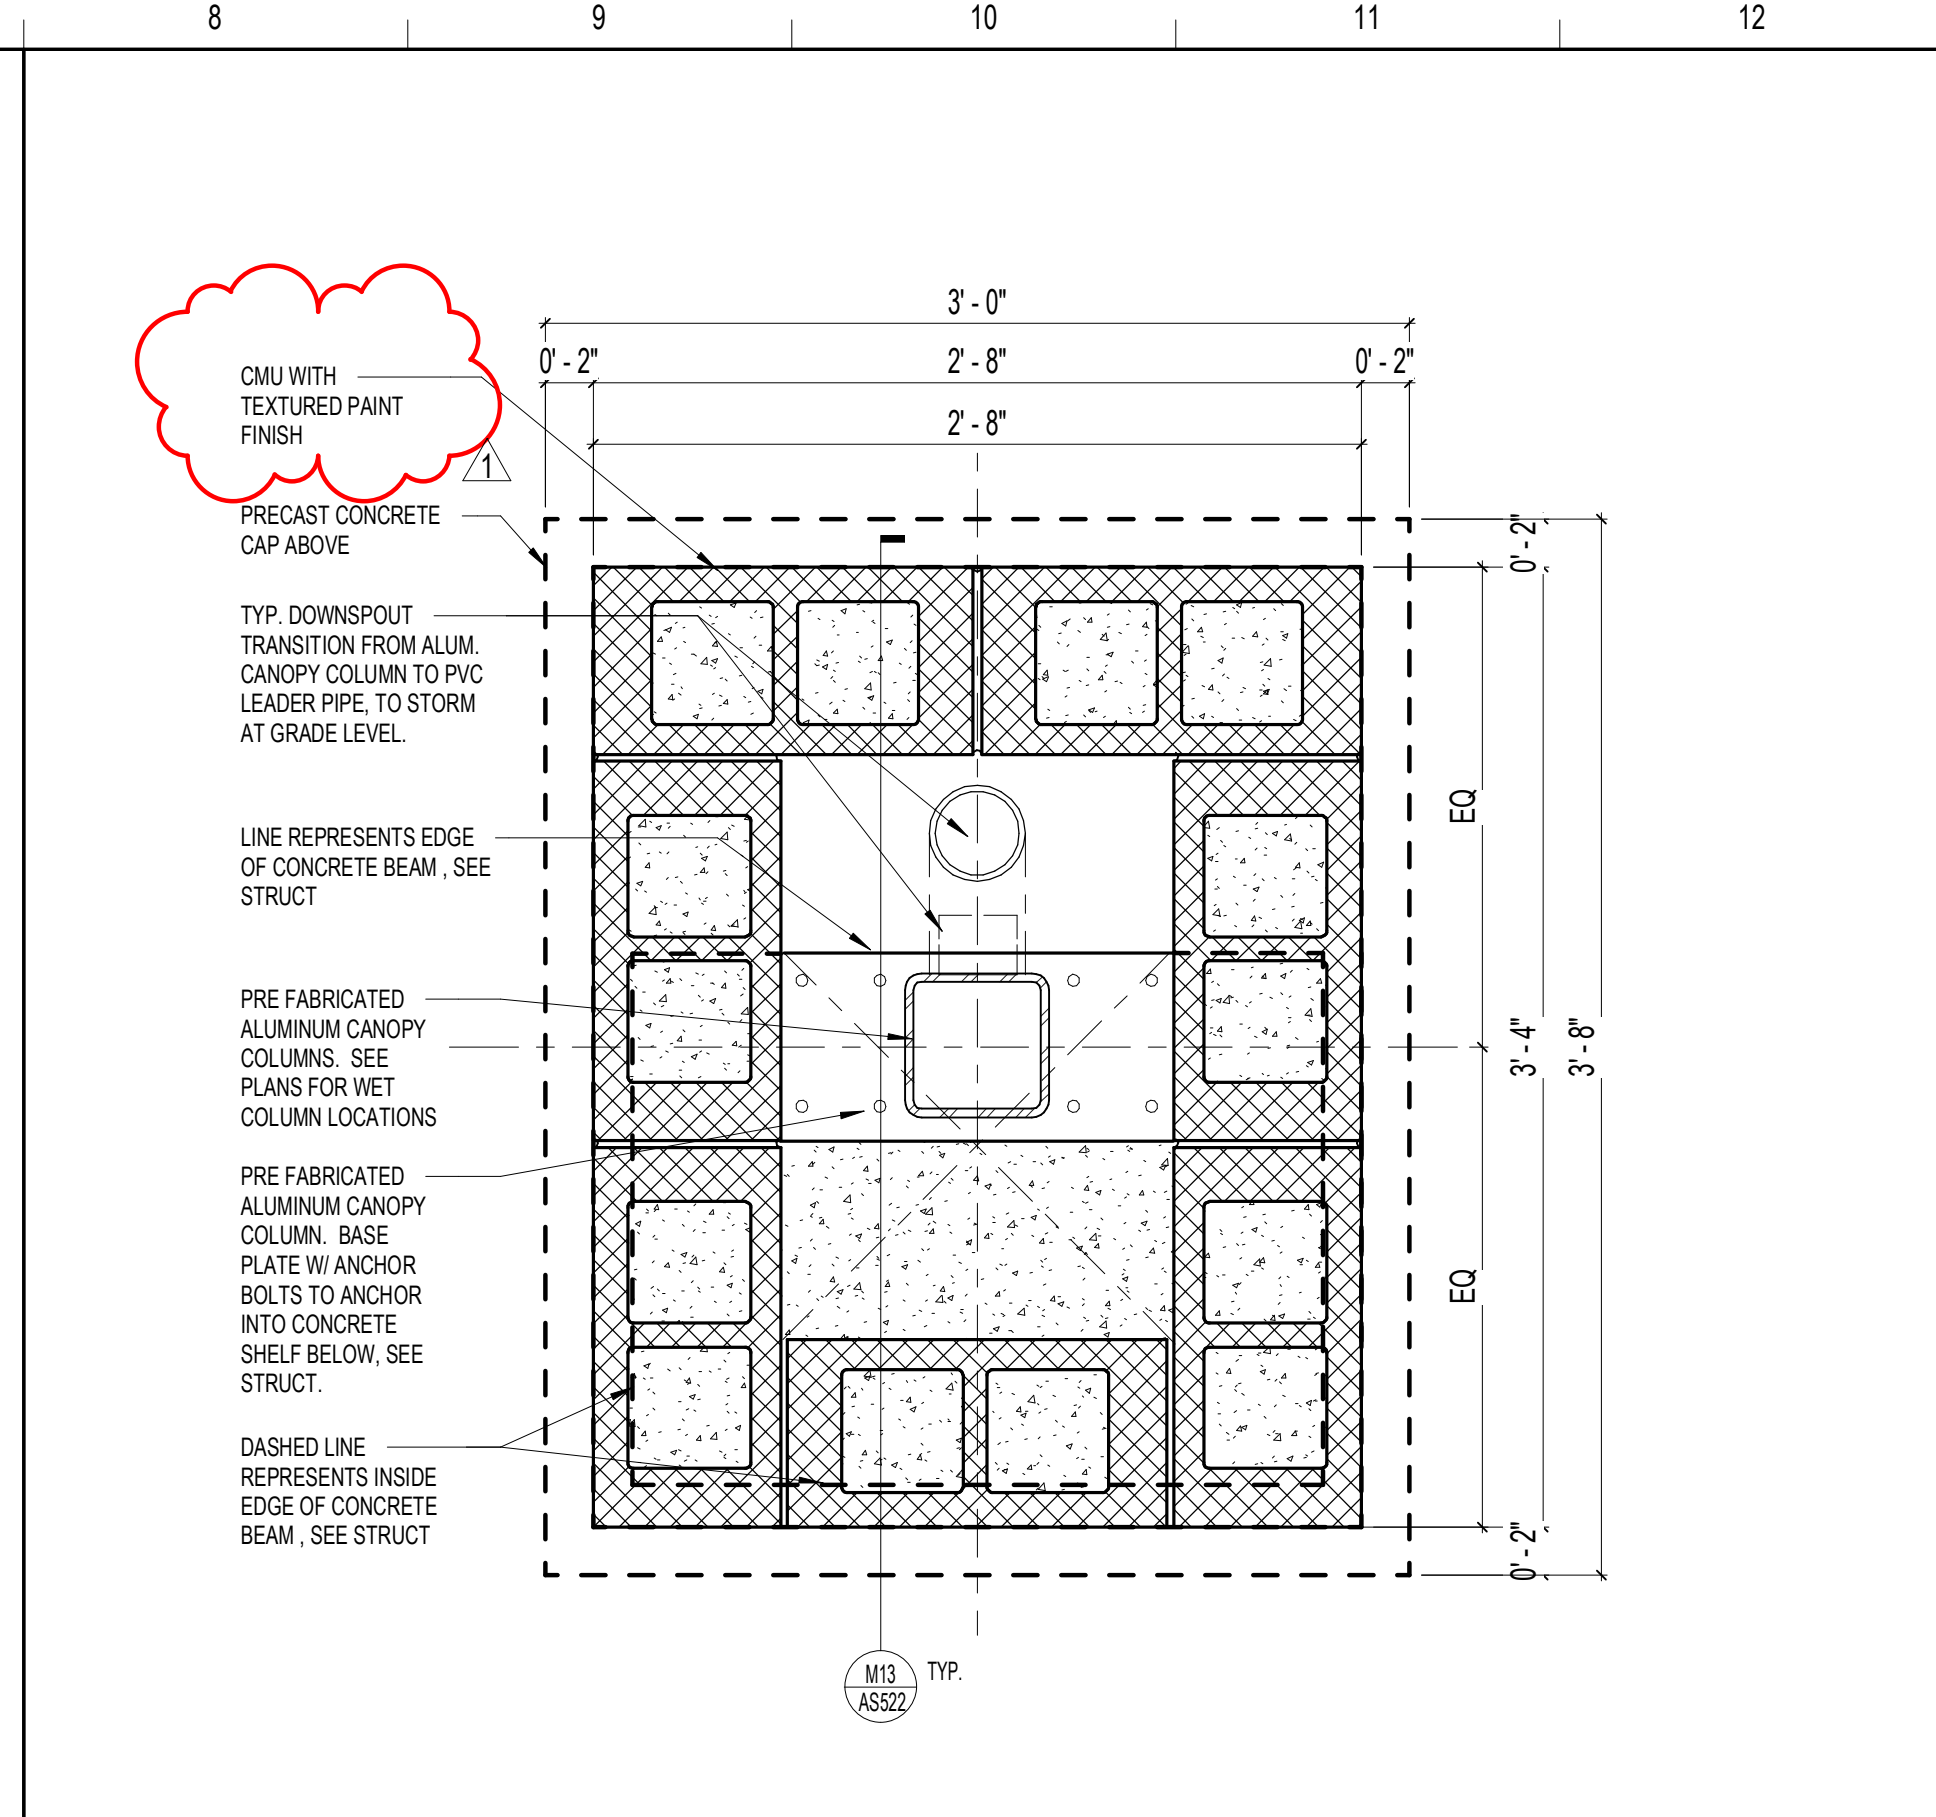 8 9 10 11 12
3' - 0"
0' - 2" 2' - 8" 0' - 2"
2' - 8"
CMU WITH
TEXTURED PAINT
FINISH
1
PRECAST CONCRETE
CAP ABOVE
TYP. DOWNSPOUT
TRANSITION FROM ALUM.
CANOPY COLUMN TO PVC
LEADER PIPE, TO STORM
AT GRADE LEVEL.
LINE REPRESENTS EDGE
OF CONCRETE BEAM , SEE
STRUCT
PRE FABRICATED
ALUMINUM CANOPY
COLUMNS.  SEE
PLANS FOR WET
COLUMN LOCATIONS
PRE FABRICATED
ALUMINUM CANOPY
COLUMN.  BASE
PLATE W/ ANCHOR
BOLTS TO ANCHOR
INTO CONCRETE
SHELF BELOW, SEE
STRUCT.
DASHED LINE
REPRESENTS INSIDE
EDGE OF CONCRETE
BEAM , SEE STRUCT
EQ
EQ
0' - 2"
3' - 4"
0' - 2"
3' - 8"
M13
AS522
TYP.